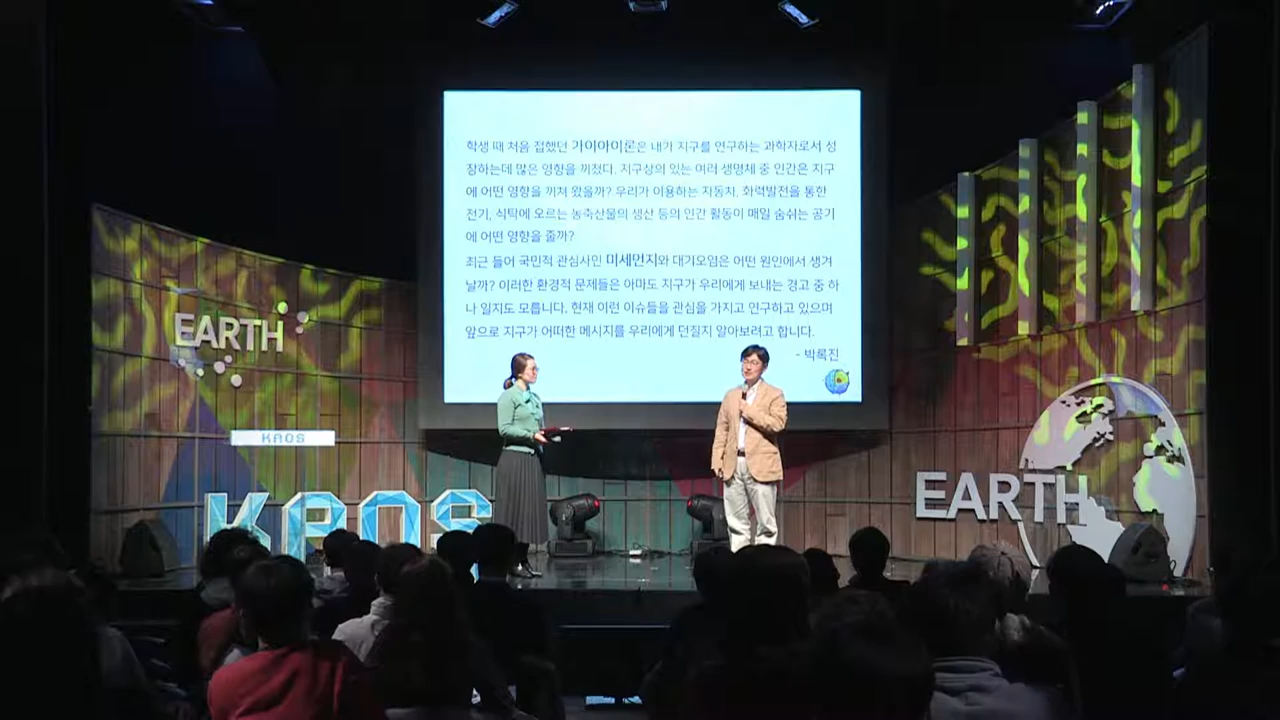 학생 때 처음 접했던 가이아이론은 내가 지구를 연구하는 과학자로서 성
장하는데 많은 영향을 끼쳤다. 지구상의 있는 여러 생명체 중 인간은 지구
에 어떤 영향을 끼쳐 왔을까? 우리가 이용하는 자동차, 화력발전을 통한
전기, 식탁에 오르는 농축산물의 생산 등의 인간 활동이 매일 숨쉬는 공기
에 어떤 영향을 줄까?
최근 들어 국민적 관심사인 미세먼지와 대기오염은 어떤 원인에서 생겨
날까? 이러한 환경적 문제들은 아마도 지구가 우리에게 보내는 경고 중 하
나 일지도 모릅니다. 현재 이런 이슈들을 관심을 가지고 연구하고 있으며
앞으로 지구가 어떠한 메시지를 우리에게 던질지 알아보려고 합니다.
- 박록진
EARTH
KAOS
KAOS
EARTH